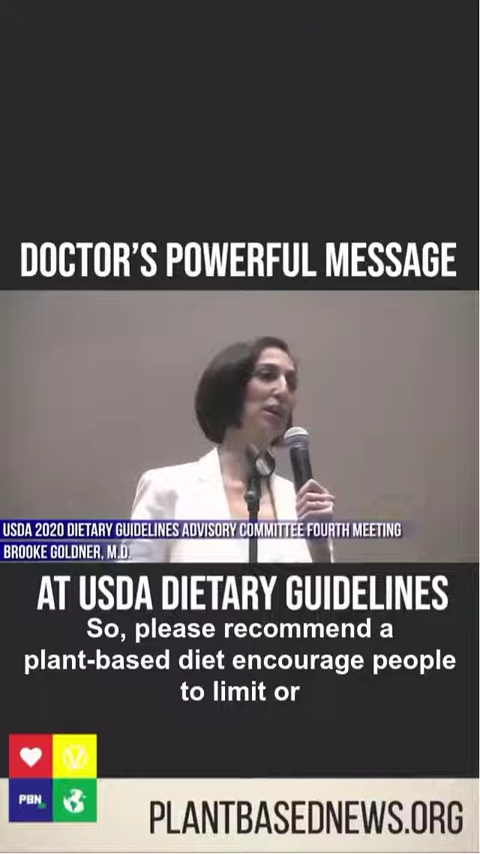 DOCTOR'S POWERFUL MESSAGE
USDA 2020 DIETARY GUIDELINES ADVISORY COMMITTEE FOURTH MEETING
BROOKE GOLDNER, M.D.
AT USDA DIETARY GUIDELINES
So, please recommend a
plant-based diet encourage people
to limit or
PBN
PLANTBASEDNEWS.ORG